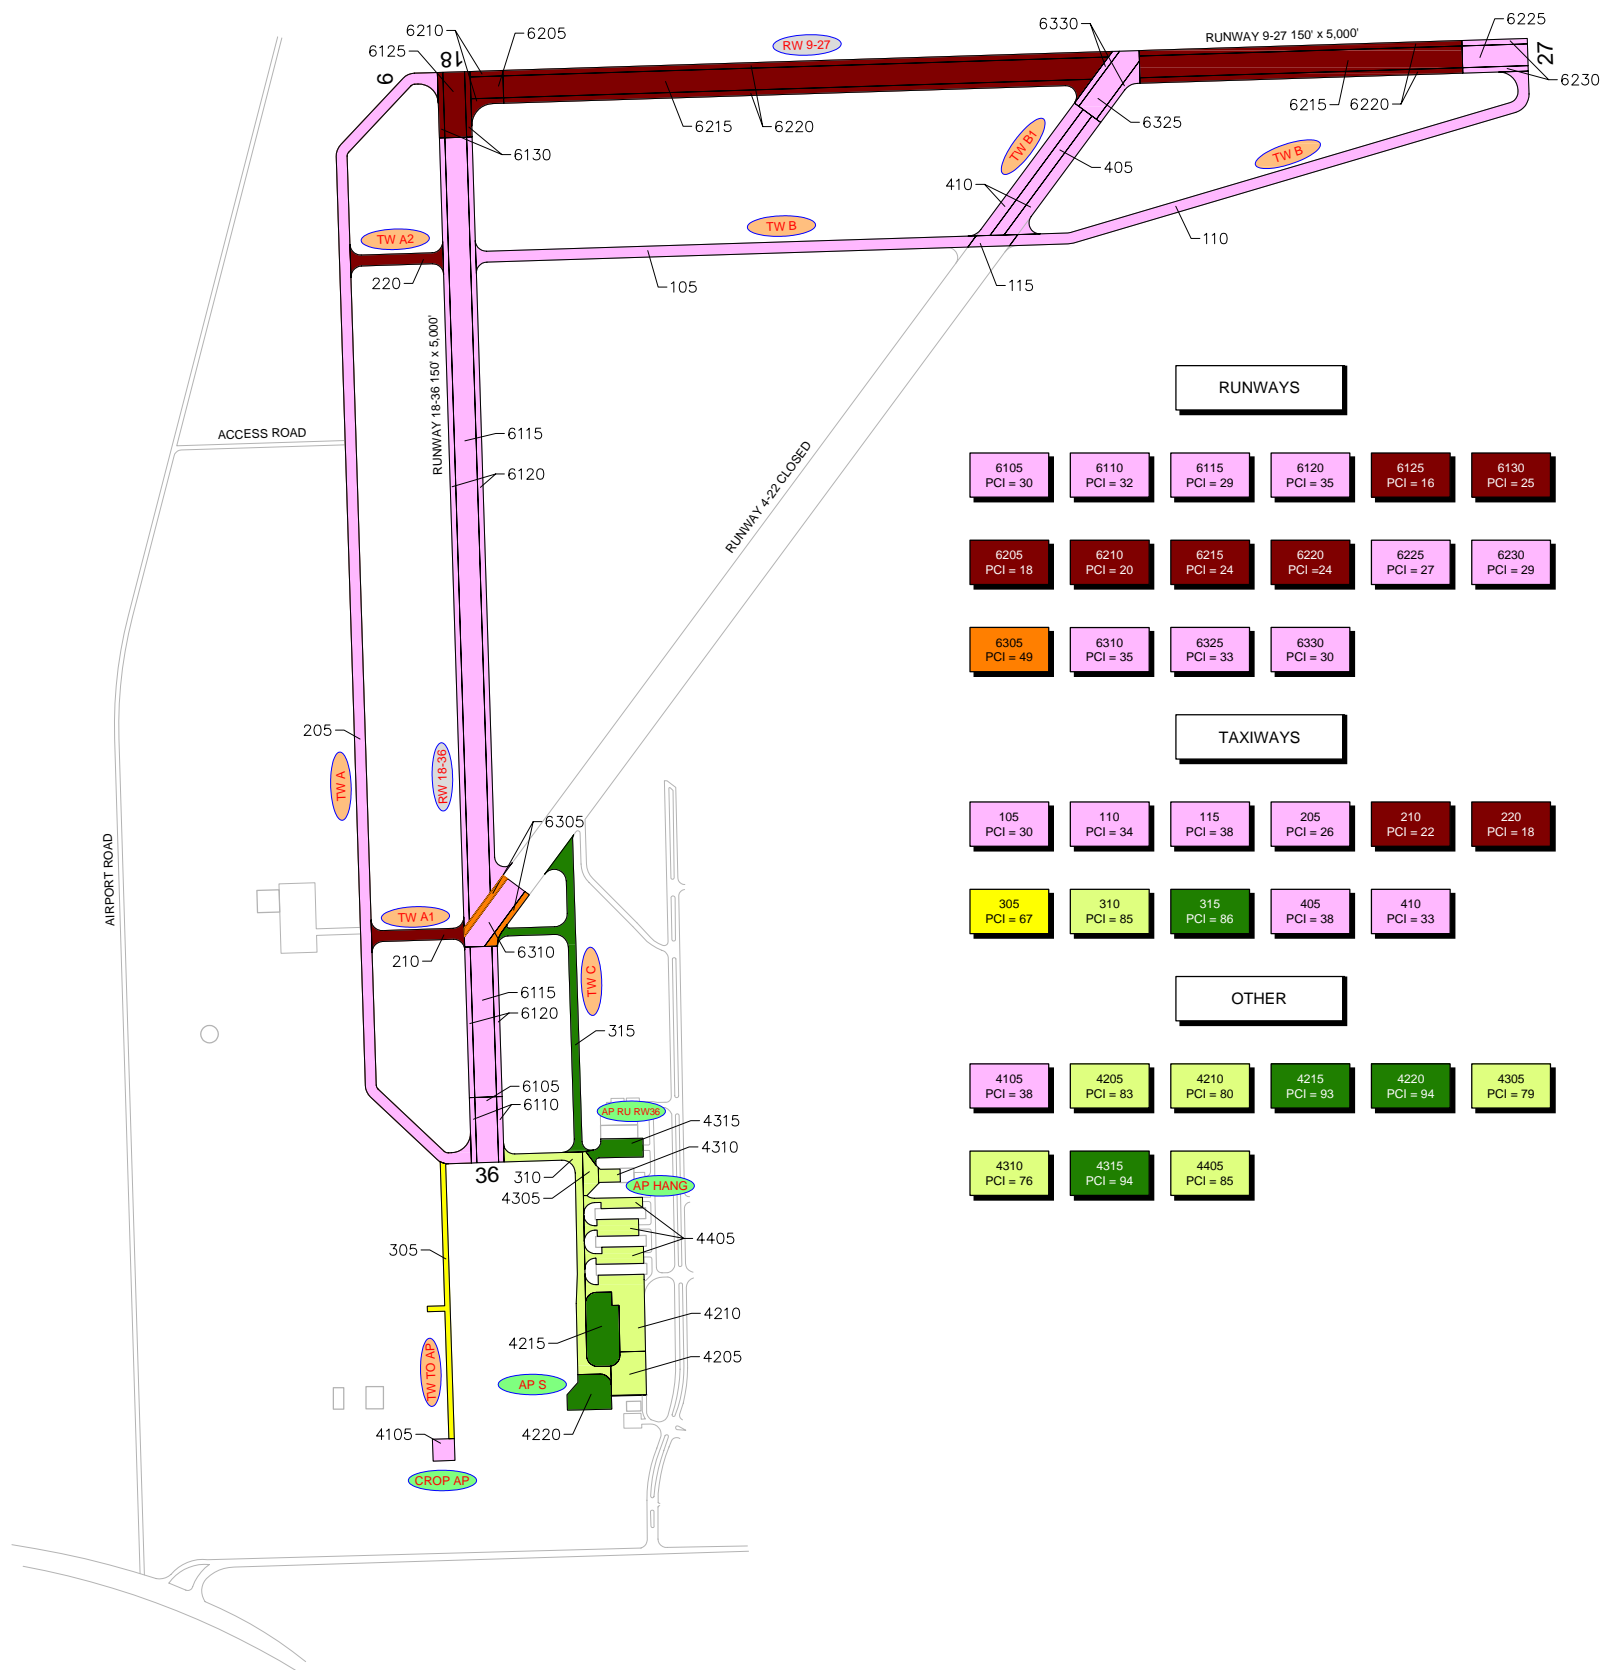 6225
6330
6210
6205
6125
RW 9-27
RUNWAY 9-27 150' x 5,000'
18
27
9
6230
6215
6220
6215
6220
6325
6130
TW B1
TW B
405
410
TW B
TW A2
110
220
105
115
RUNWAY 18-36 150' x 5,000'
RUNWAYS
ACCESS ROAD
6115
6120
RUNWAY 4-22 CLOSED
6105
PCI = 30
6110
PCI = 32
6115
PCI = 29
6120
PCI = 35
6125
PCI = 16
6130
PCI = 25
6205
PCI = 18
6210
PCI = 20
6215
PCI = 24
6220
PCI =24
6225
PCI = 27
6230
PCI = 29
6305
PCI = 49
6310
PCI = 35
6325
PCI = 33
6330
PCI = 30
205
TAXIWAYS
TW A
RW 18-36
6305
105
PCI = 30
110
PCI = 34
115
PCI = 38
205
PCI = 26
210
PCI = 22
220
PCI = 18
AIRPORT ROAD
305
PCI = 67
310
PCI = 85
315
PCI = 86
405
PCI = 38
410
PCI = 33
TW A1
210
6310
6115
TW C
6120
OTHER
315
6105
6110
AP RU RW36
4315
4310
4105
PCI = 38
4205
PCI = 83
4210
PCI = 80
4215
PCI = 93
4220
PCI = 94
4305
PCI = 79
36
310
4305
AP HANG
4310
PCI = 76
4315
PCI = 94
4405
PCI = 85
4405
305
4210
4215
4205
TW TO AP
AP S
4105
4220
CROP AP